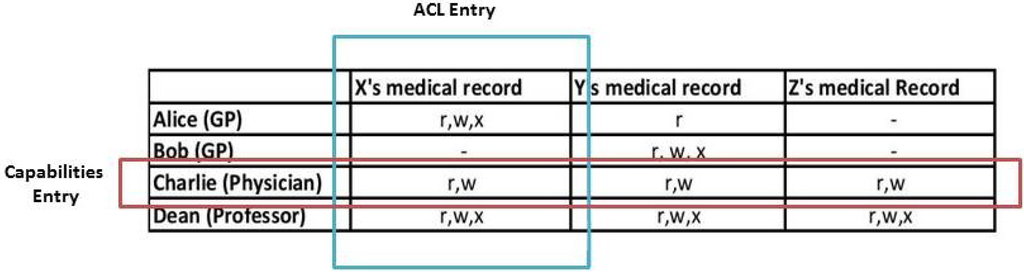 ACL Entry
X's medical record Y's medical record Z's medical Record
Alice (GP) r,w,x r -
Bob (GP) - r, w, x -
Capabilities Entry
Charlie (Physician) r,w r,w r,w
Dean (Professor) r,w,x r,w,x r,w,x